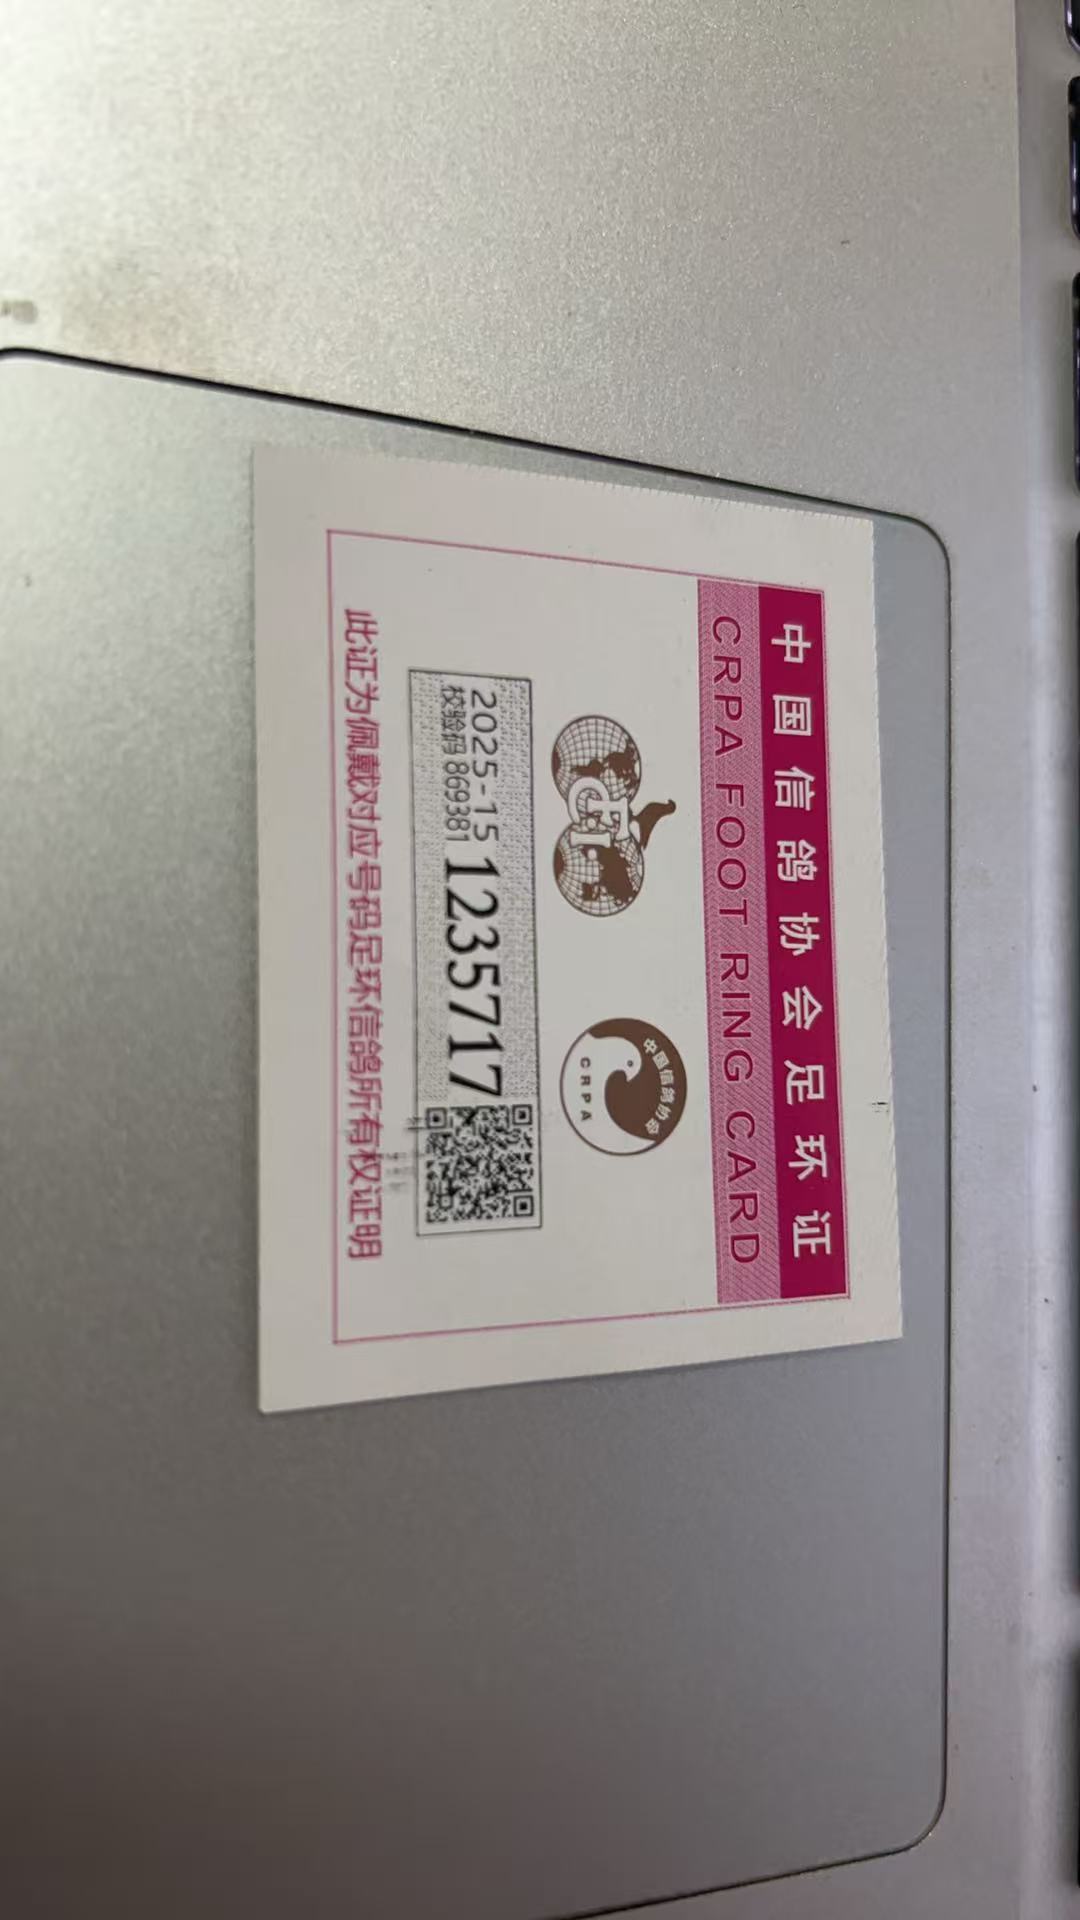 中国信鸽协会足环证
CRPA FOOT RING CARD
FCI
中国信鸽协会
CRPA
2025-15 1235717
校验码 869381
此证为佩戴对应号码足环信鸽所有权证明